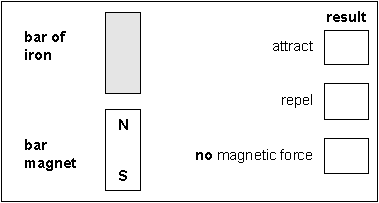 result
bar of
iron
attract
repel
N
bar
magnet
no magnetic force
S